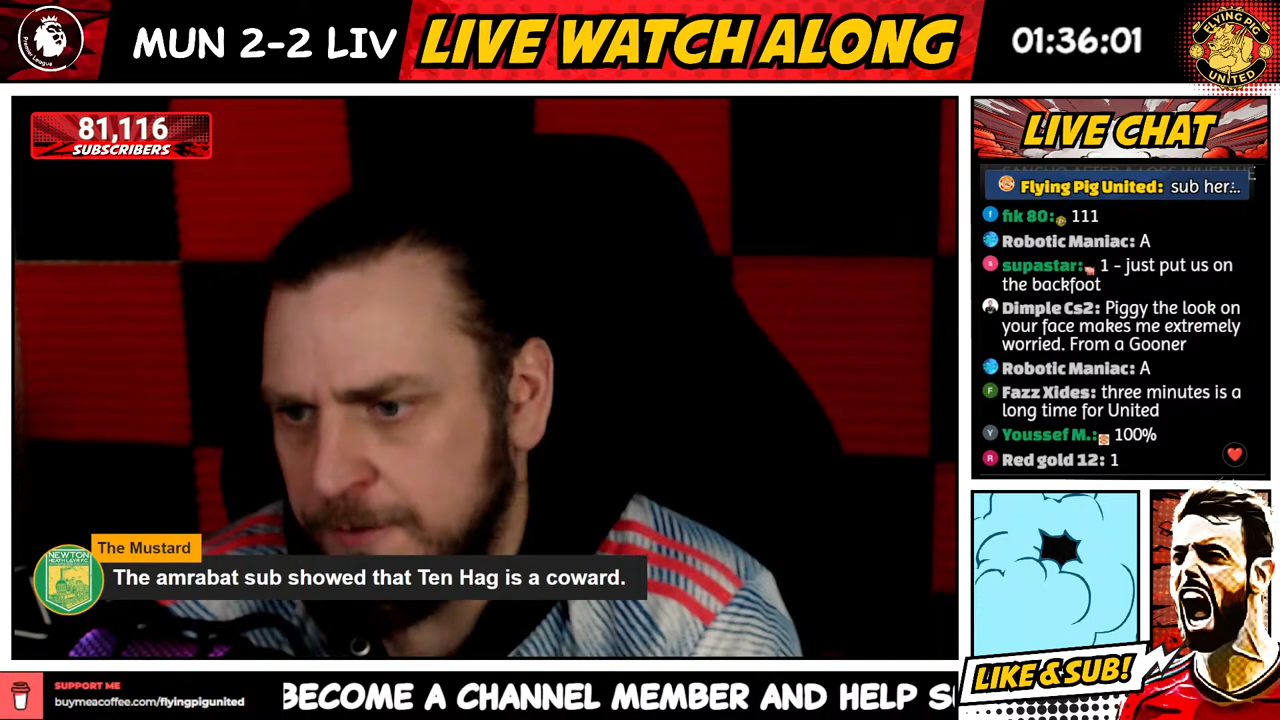 Premier League
MUN 2-2 LIV
LIVE WATCH ALONG
01:36:01
FLYING PIG
UNITED
81,116
SUBSCRIBERS
LIVE CHAT
Flying Pig United: sub her...
fik 80: 111
Robotic Maniac: A
supastar: 1 - just put us on
the backfoot
Dimple Cs2: Piggy the look on
your face makes me extremely
worried. From a Gooner
Robotic Maniac: A
Fazz Xides: three minutes is a
long time for United
Youssef M.: 100%
Red gold 12: 1
The Mustard
NEWTON
HEATH L&Y.R. F.C.
The amrabat sub showed that Ten Hag is a coward.
LIKE & SUB!
SUPPORT ME
buymeacoffee.com/flyingpigunited
BECOME A CHANNEL MEMBER AND HELP